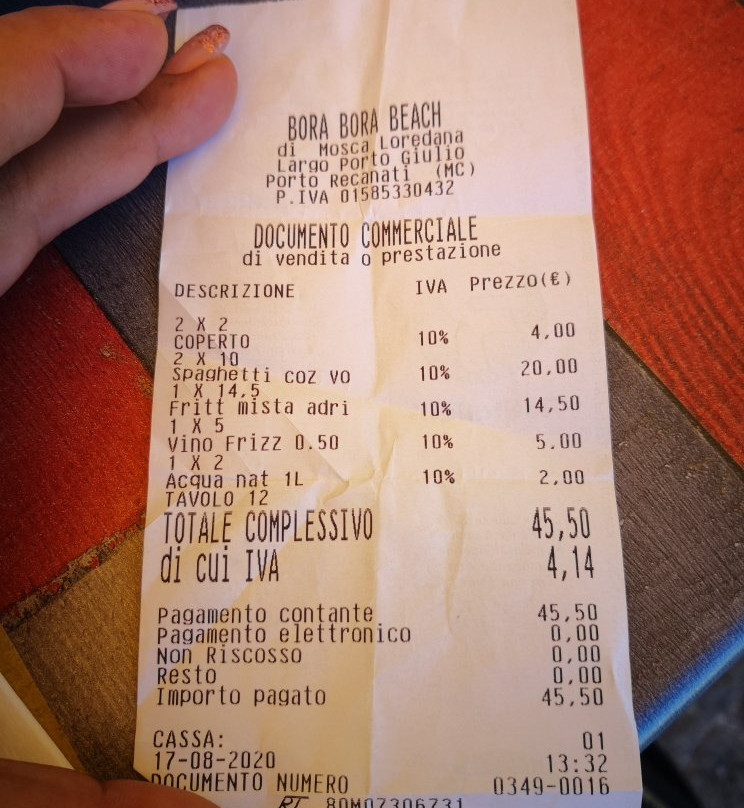 BORA BORA BEACH
di Mosca Loredana
Largo Porto Giulio
Porto Recanati (MC)
P.IVA 01585330432
DOCUMENTO COMMERCIALE
di vendita o prestazione
DESCRIZIONE IVA Prezzo(€)
2 X 2
COPERTO 10% 4,00
2 X 10
Spaghetti coz vo 10% 20,00
1 X 14,5
Fritt mista adri 10% 14,50
1 X 5
Vino Frizz 0.50 10% 5,00
1 X 2
Acqua nat 1L 10% 2,00
TAVOLO 12
TOTALE COMPLESSIVO 45,50
di cui IVA 4,14
Pagamento contante 45,50
Pagamento elettronico 0,00
Non Riscosso 0,00
Resto 0,00
Importo pagato 45,50
CASSA: 01
17-08-2020 13:32
DOCUMENTO NUMERO 0349-0016
RT 80M07306731